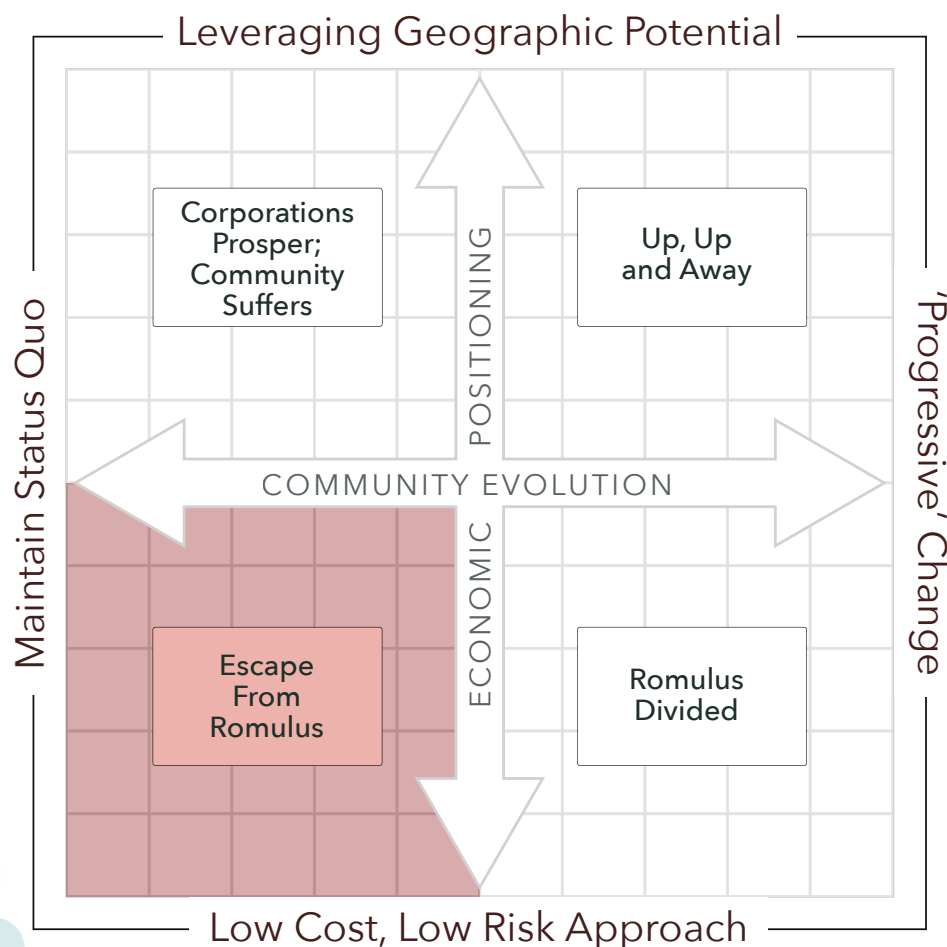 Leveraging Geographic Potential
Corporations
Prosper;
Community
Suffers
Up, Up
and Away
POSITIONING
Maintain Status Quo
'Progressive' Change
COMMUNITY EVOLUTION
ECONOMIC
Escape
From
Romulus
Romulus
Divided
Low Cost, Low Risk Approach